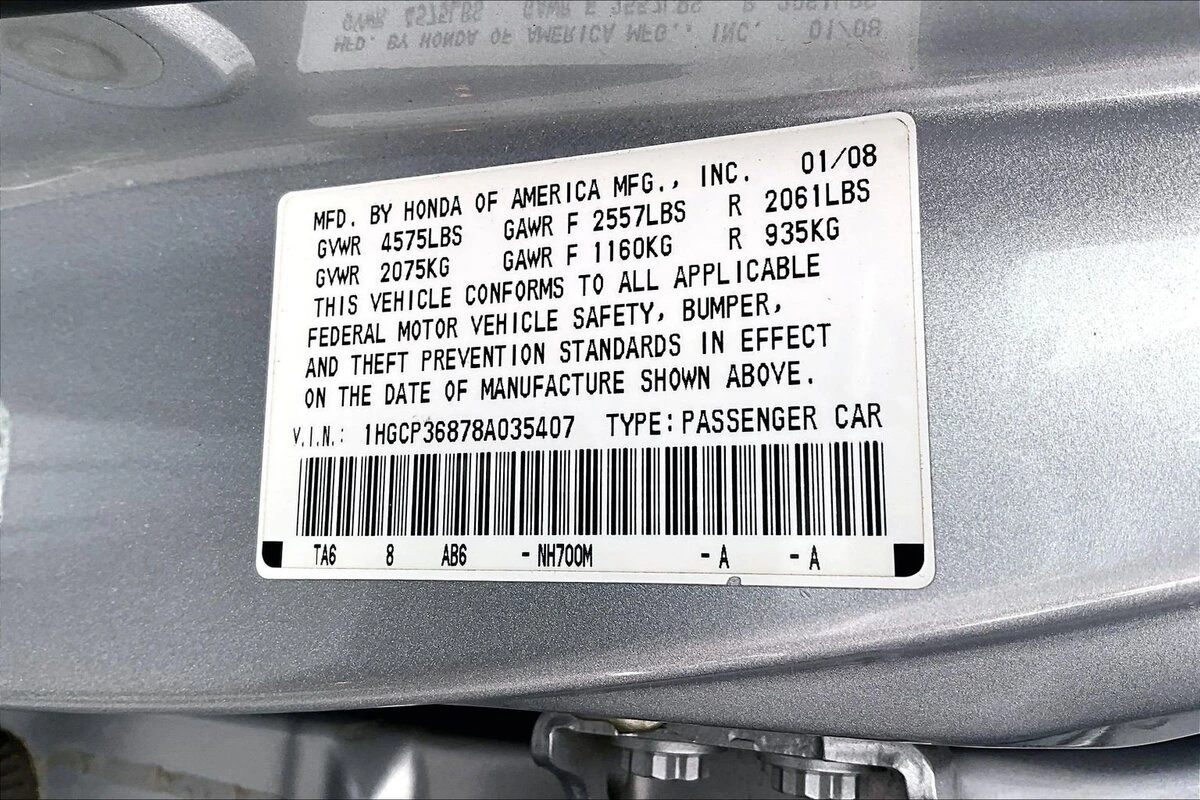 MFD. BY HONDA OF AMERICA MFG., INC. 01/08
GVWR 4575LBS GAWR F 2557LBS R 2061LBS
GVWR 2075KG GAWR F 1160KG R 935KG
THIS VEHICLE CONFORMS TO ALL APPLICABLE
FEDERAL MOTOR VEHICLE SAFETY, BUMPER,
AND THEFT PREVENTION STANDARDS IN EFFECT
ON THE DATE OF MANUFACTURE SHOWN ABOVE.
V.I.N.: 1HGCP36878A035407 TYPE: PASSENGER CAR
TA6 8 AB6 - NH700M - A - A